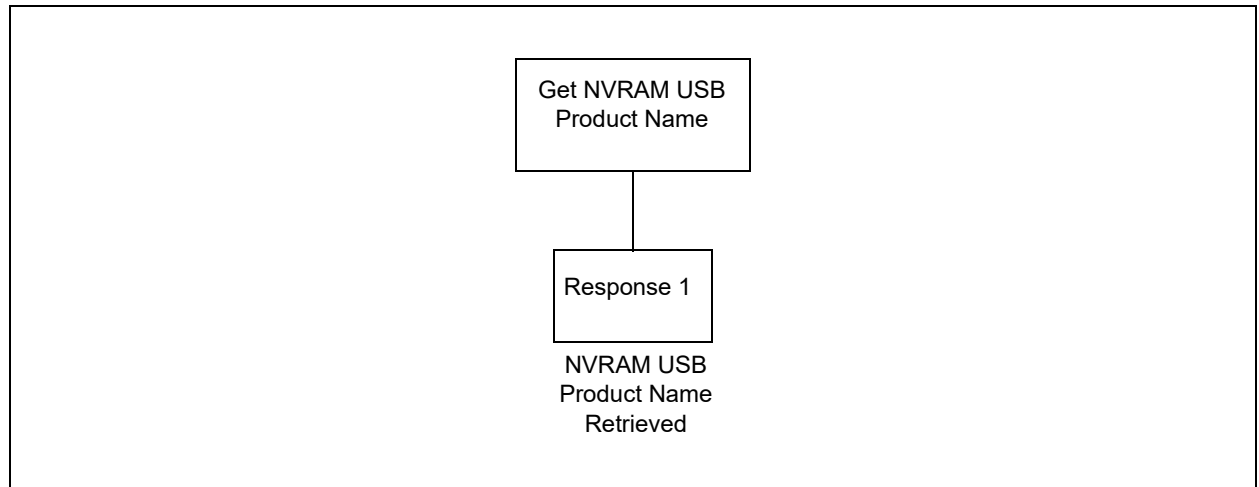 Get NVRAM USB
Product Name
Response 1
NVRAM USB
Product Name
Retrieved